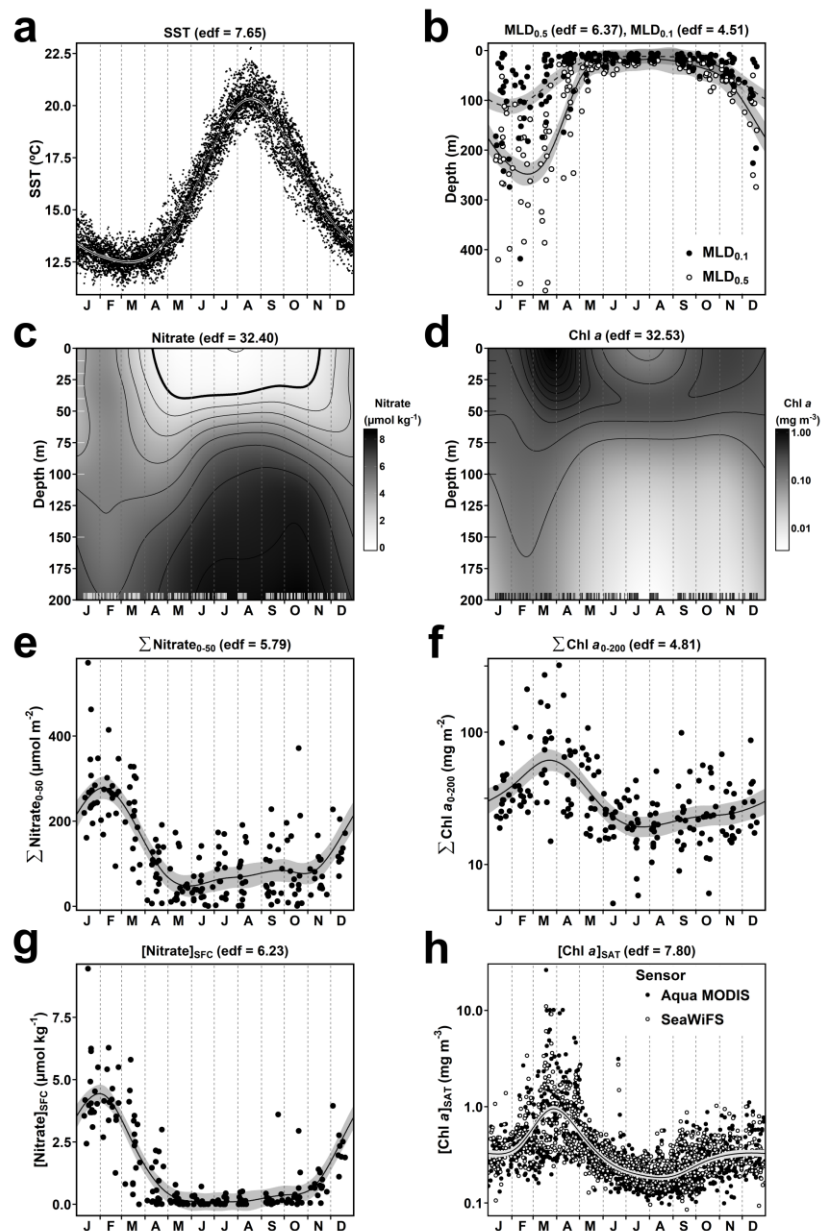 a
SST (edf = 7.65)
22.5
20.0
17.5
15.0
12.5
SST (ºC)
J F M A M J J A S O N D
b
MLD0.5 (edf = 6.37), MLD0.1 (edf = 4.51)
0
100
200
300
400
Depth (m)
MLD0.1
MLD0.5
J F M A M J J A S O N D
c
Nitrate (edf = 32.40)
0
25
50
75
100
125
150
175
200
Depth (m)
Nitrate
(µmol kg-1)
8
6
4
2
0
J F M A M J J A S O N D
d
Chl a (edf = 32.53)
0
25
50
75
100
125
150
175
200
Depth (m)
Chl a
(mg m-3)
1.00
0.10
0.01
J F M A M J J A S O N D
e
∑ Nitrate0-50 (edf = 5.79)
400
200
0
∑ Nitrate0-50 (µmol m-2)
J F M A M J J A S O N D
f
∑ Chl a0-200 (edf = 4.81)
100
10
∑ Chl a0-200 (mg m-2)
J F M A M J J A S O N D
g
[Nitrate]SFC (edf = 6.23)
7.5
5.0
2.5
0.0
[Nitrate]SFC (µmol kg-1)
J F M A M J J A S O N D
h
[Chl a]SAT (edf = 7.80)
10.0
1.0
0.1
[Chl a]SAT (mg m-3)
Sensor
Aqua MODIS
SeaWiFS
J F M A M J J A S O N D